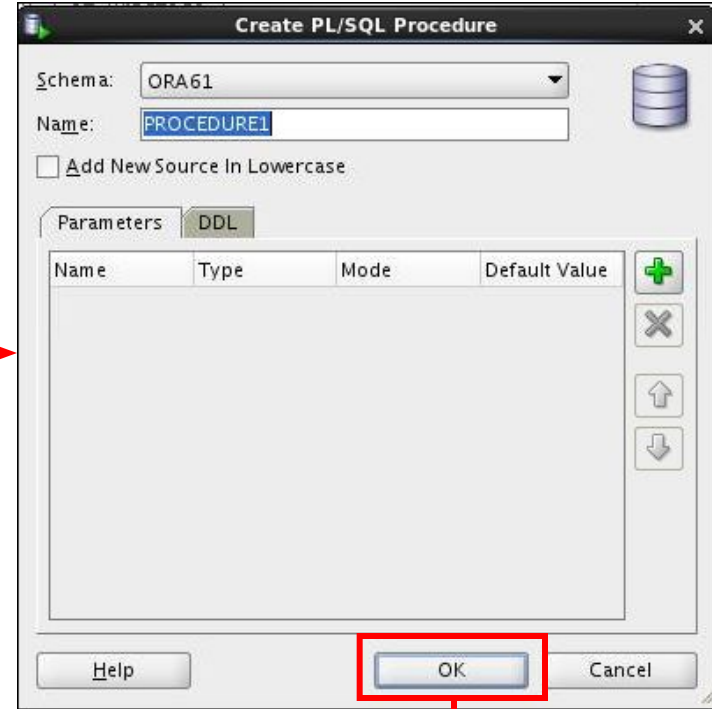 Create PL/SQL Procedure
Schema: ORA61
Name: PROCEDURE1
Add New Source In Lowercase
Parameters DDL
Name Type Mode Default Value
Help OK Cancel